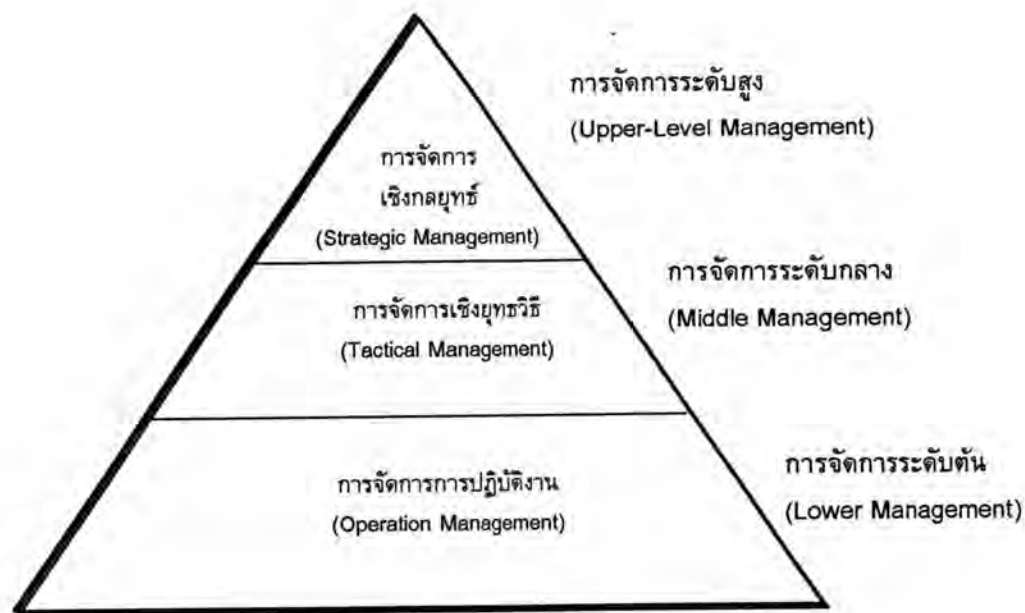 การจัดการระดับสูง
(Upper-Level Management)
การจัดการ
เชิงกลยุทธ์
(Strategic Management)
การจัดการระดับกลาง
(Middle Management)
การจัดการเชิงยุทธวิธี
(Tactical Management)
การจัดการระดับต้น
(Lower Management)
การจัดการการปฏิบัติงาน
(Operation Management)